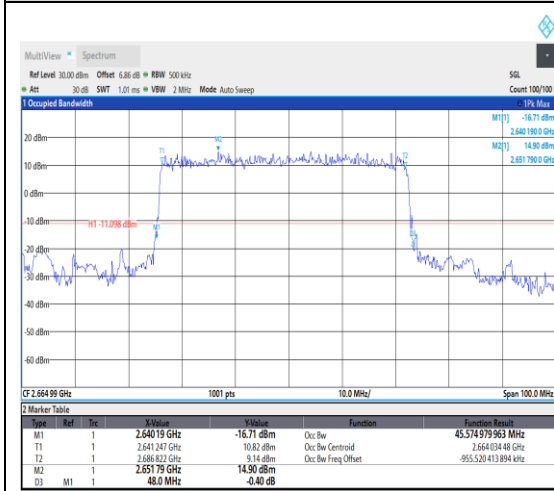 MultiView Spectrum
Ref Level 30.00 dBm Offset 6.86 dB RBW 500 kHz SGL
Att 30 dB SWT 1.01 ms VBW 2 MHz Mode Auto Sweep Count 100/100
1 Occupied Bandwidth 1Pk Max
M1[1] -16.71 dBm
2.640 190 0 GHz
M2[1] 14.90 dBm
2.651 790 0 GHz
20 dBm
T1 M2 T2
10 dBm
0 dBm
-10 dBm
H1 -11.098 dBm
M1
-20 dBm
-30 dBm
-40 dBm
-50 dBm
-60 dBm
CF 2.664 99 GHz 1001 pts 10.0 MHz/ Span 100.0 MHz
2 Marker Table
Type Ref Trc X-Value Y-Value Function Function Result
M1 1 2.640 19 GHz -16.71 dBm Occ Bw 45.574 979 963 MHz
T1 1 2.641 247 GHz 10.82 dBm Occ Bw Centroid 2.664 034 48 GHz
T2 1 2.686 822 GHz 9.14 dBm Occ Bw Freq Offset -955.520 413 894 kHz
M2 1 2.651 79 GHz 14.90 dBm
D3 M1 1 48.0 MHz -0.40 dB